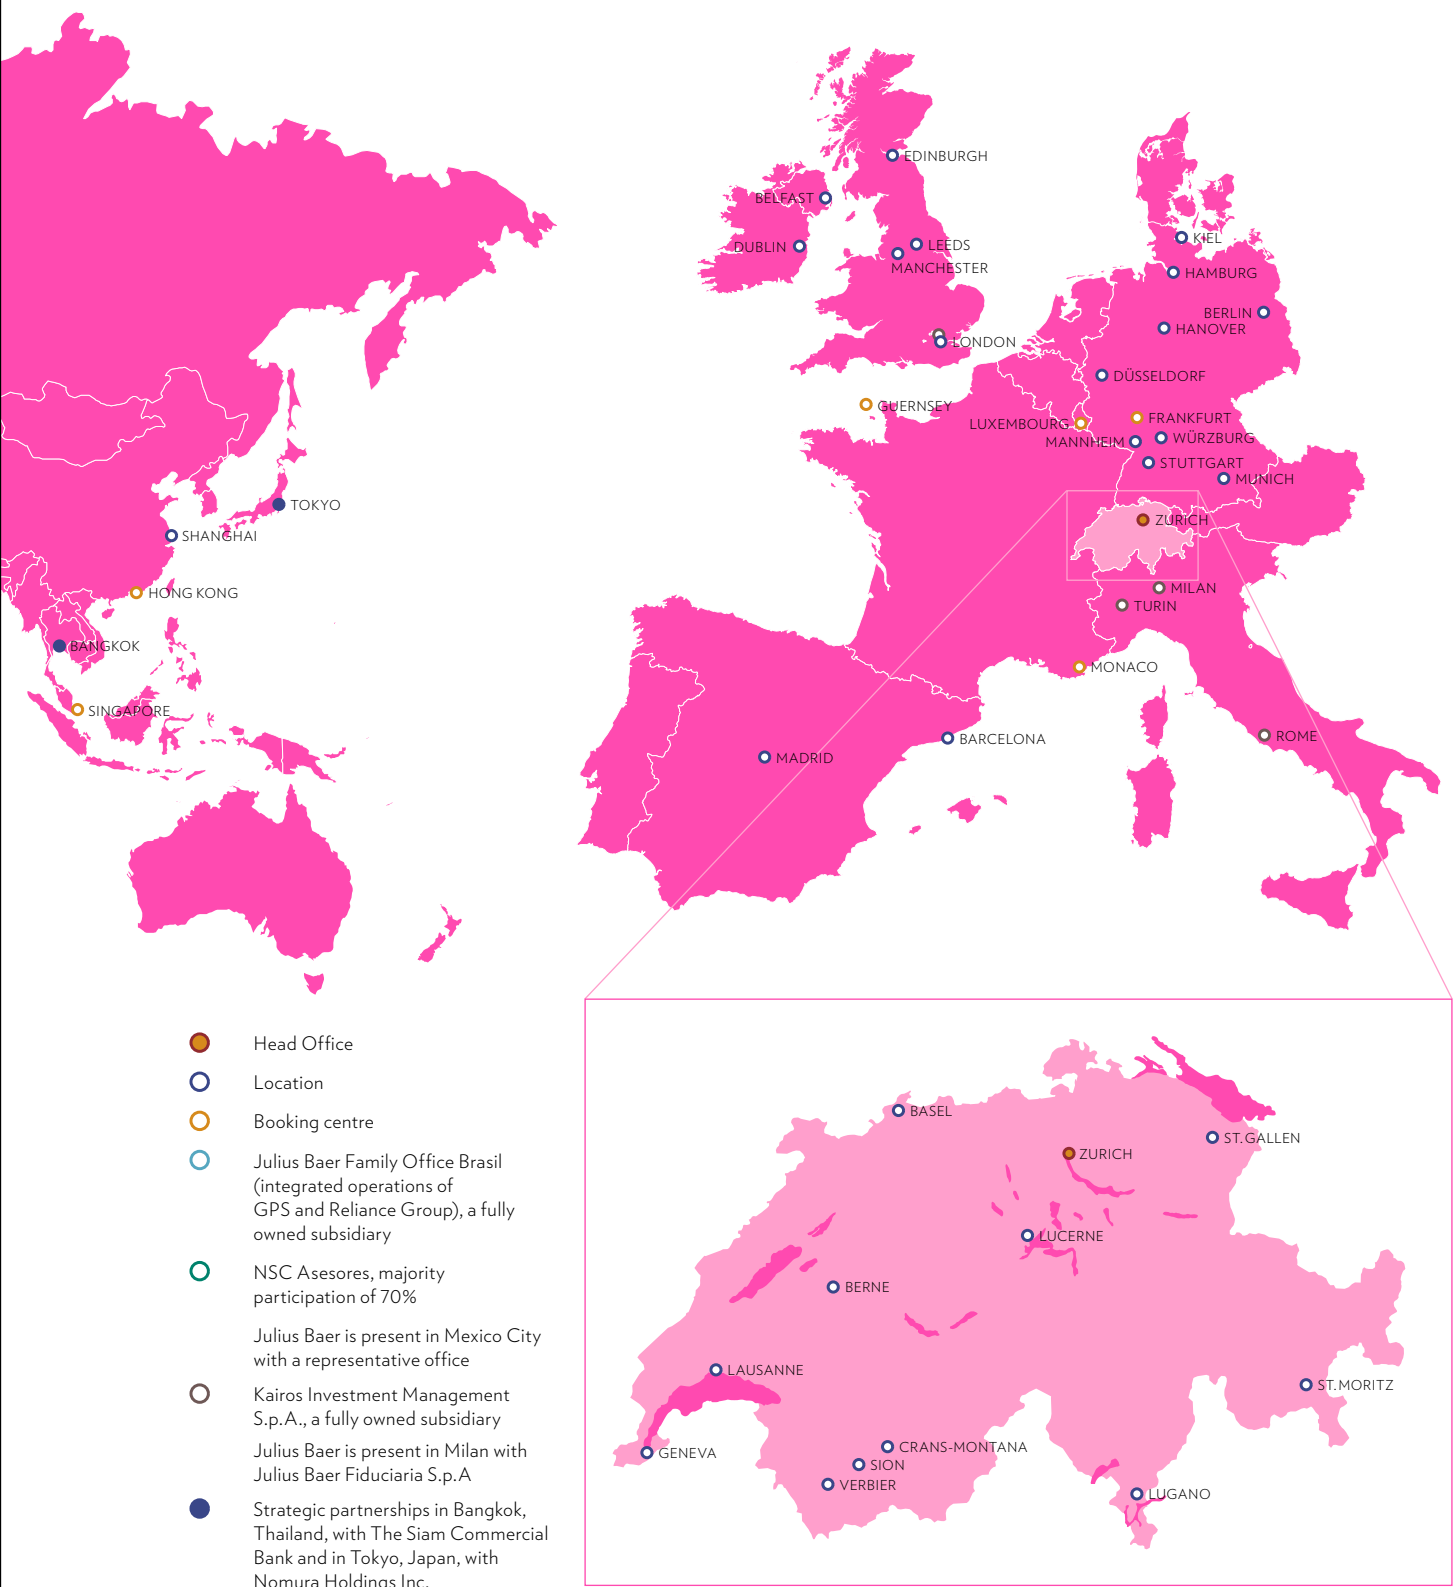 EDINBURGH
BELFAST
DUBLIN
LEEDS
MANCHESTER
LONDON
GUERNSEY
KIEL
HAMBURG
BERLIN
HANOVER
DÜSSELDORF
LUXEMBOURG
FRANKFURT
MANNHEIM
WÜRZBURG
STUTTGART
MUNICH
ZURICH
MILAN
TURIN
MONACO
ROME
BARCELONA
MADRID
TOKYO
SHANGHAI
HONG KONG
BANGKOK
SINGAPORE
Head Office
Location
Booking centre
Julius Baer Family Office Brasil
(integrated operations of
GPS and Reliance Group), a fully
owned subsidiary
NSC Asesores, majority
participation of 70%
Julius Baer is present in Mexico City
with a representative office
Kairos Investment Management
S.p.A., a fully owned subsidiary
Julius Baer is present in Milan with
Julius Baer Fiduciaria S.p.A
Strategic partnerships in Bangkok,
Thailand, with The Siam Commercial
Bank and in Tokyo, Japan, with
Nomura Holdings Inc.
BASEL
ST. GALLEN
ZURICH
LUCERNE
BERNE
LAUSANNE
ST. MORITZ
GENEVA
CRANS-MONTANA
SION
VERBIER
LUGANO